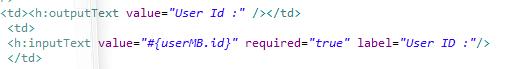 <td><h:outputText value="User Id :" /></td>
<td>
<h:inputText value="#{userMB.id}" required="true" label="User ID :"/>
</td>